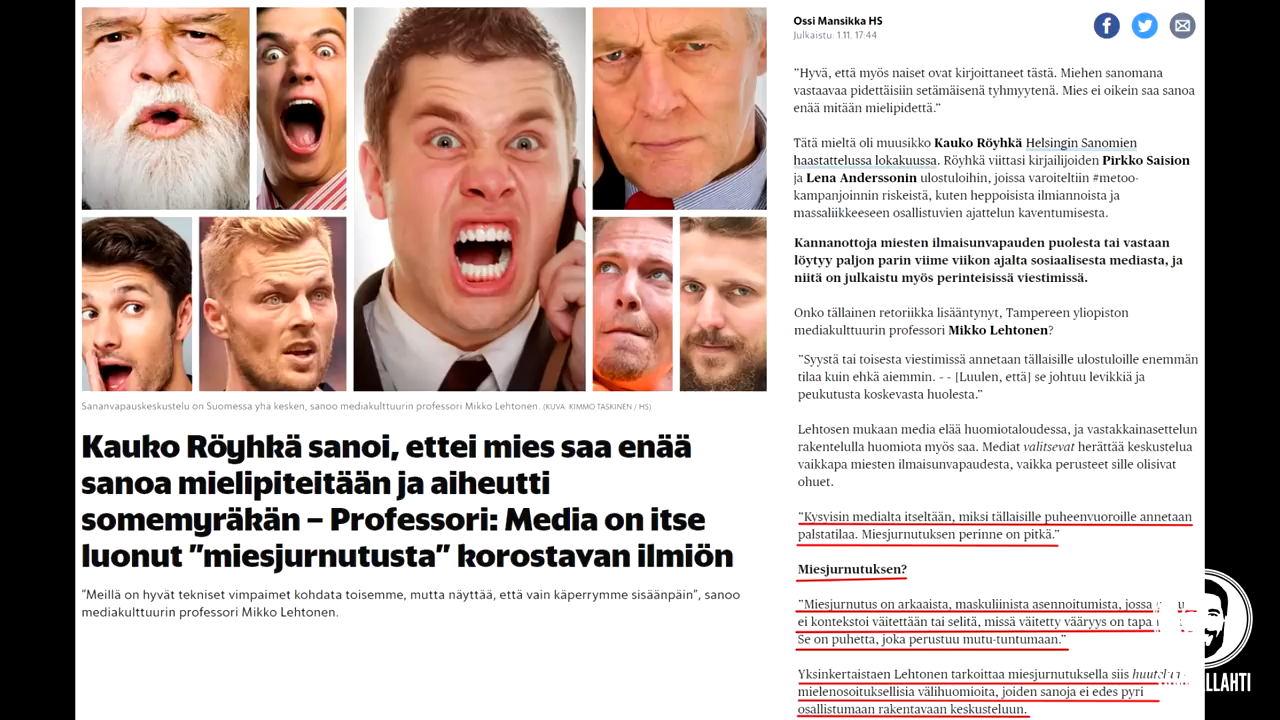 Sananvapauskeskustelu on Suomessa yhä kesken, sanoo mediakulttuurin professori Mikko Lehtonen. (KUVA: KIMMO TASKINEN / HS)
Kauko Röyhkä sanoi, ettei mies saa enää
sanoa mielipiteitään ja aiheutti
somemyräkän – Professori: Media on itse
luonut ”miesjurnutusta” korostavan ilmiön
”Meillä on hyvät tekniset vimpaimet kohdata toisemme, mutta näyttää, että vain käperrymme sisäänpäin”, sanoo
mediakulttuurin professori Mikko Lehtonen.
Ossi Mansikka HS
Julkaistu: 1.11. 17:44
”Hyvä, että myös naiset ovat kirjoittaneet tästä. Miehen sanomana
vastaavaa pidettäisiin setämäisenä tyhmyytenä. Mies ei oikein saa sanoa
enää mitään mielipidettä.”
Tätä mieltä oli muusikko Kauko Röyhkä Helsingin Sanomien
haastattelussa lokakuussa. Röyhkä viittasi kirjailijoiden Pirkko Saision
ja Lena Anderssonin ulostuloihin, joissa varoiteltiin #metoo-
kampanjoinnin riskeistä, kuten heppoisista ilmiannoista ja
massaliikkeeseen osallistuvien ajattelun kaventumisesta.
Kannanottoja miesten ilmaisunvapauden puolesta tai vastaan
löytyy paljon parin viime viikon ajalta sosiaalisesta mediasta, ja
niitä on julkaistu myös perinteisissä viestimissä.
Onko tällainen retoriikka lisääntynyt, Tampereen yliopiston
mediakulttuurin professori Mikko Lehtonen?
”Syystä tai toisesta viestimissä annetaan tällaisille ulostuloille enemmän
tilaa kuin ehkä aiemmin. - - [Luulen, että] se johtuu levikkiä ja
peukutusta koskevasta huolesta.”
Lehtosen mukaan media elää huomiotaloudessa, ja vastakkainasettelun
rakentelulla huomiota myös saa. Mediat valitsevat herättää keskustelua
vaikkapa miesten ilmaisunvapaudesta, vaikka perusteet sille olisivat
ohuet.
”Kysyisin medialta itseltään, miksi tällaisille puheenvuoroille annetaan
palstatilaa. Miesjurnutuksen perinne on pitkä.”
Miesjurnutuksen?
”Miesjurnutus on arkaaista, maskuliinista asennoitumista, jossa
ei kontekstoi väitettään tai selitä, missä väitetty vääryys on
Se on puhetta, joka perustuu mutu-tuntumaan.”
Yksinkertaistaen Lehtonen tarkoittaa miesjurnutuksella siis
mielenosoituksellisia välihuomioita, joiden sanoja ei edes pyri
osallistumaan rakentavaan keskusteluun.